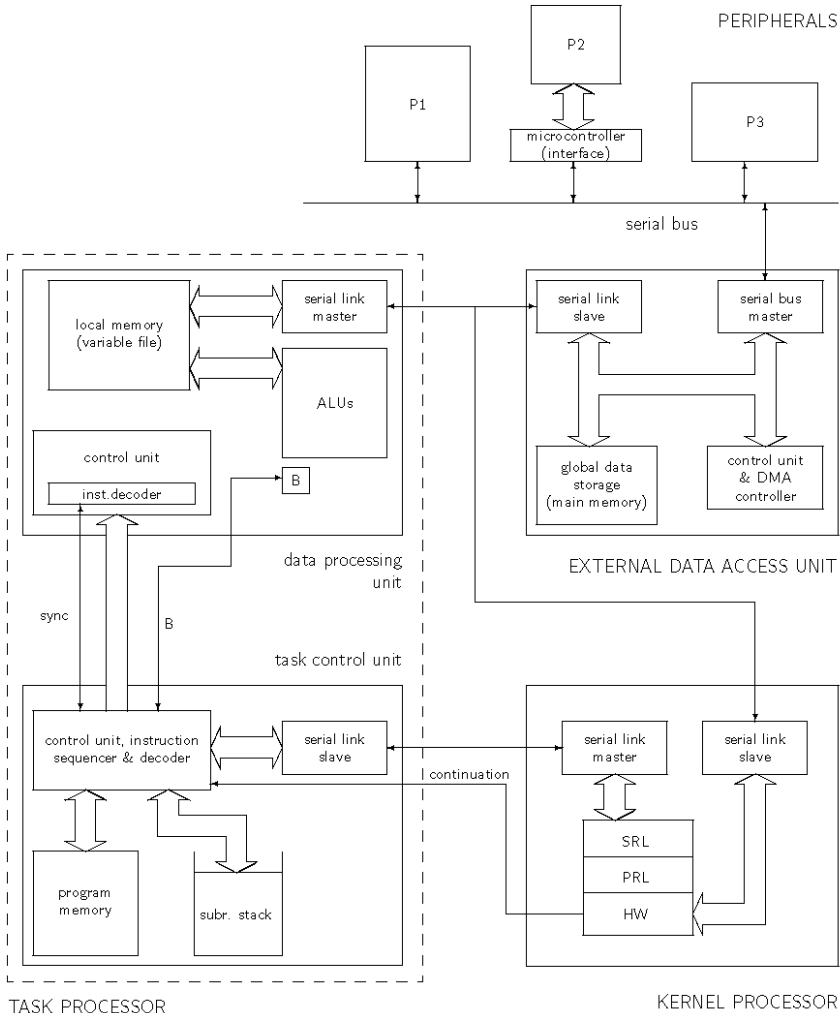 PERIPHERALS
P1
P2
microcontroller
(interface)
P3
serial bus
local memory
(variable file)
serial link
master
ALUs
control unit
inst.decoder
B
data processing
unit
serial link
slave
serial bus
master
global data
storage
(main memory)
control unit
& DMA
controller
EXTERNAL DATA ACCESS UNIT
sync
B
task control unit
control unit, instruction
sequencer & decoder
serial link
slave
continuation
program
memory
subr. stack
TASK PROCESSOR
serial link
master
serial link
slave
SRL
PRL
HW
KERNEL PROCESSOR